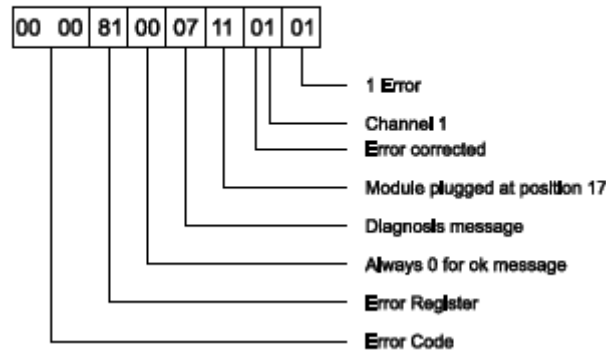 00 00 81 00 07 11 01 01
1 Error
Channel 1
Error corrected
Module plugged at position 17
Diagnosis message
Always 0 for ok message
Error Register
Error Code